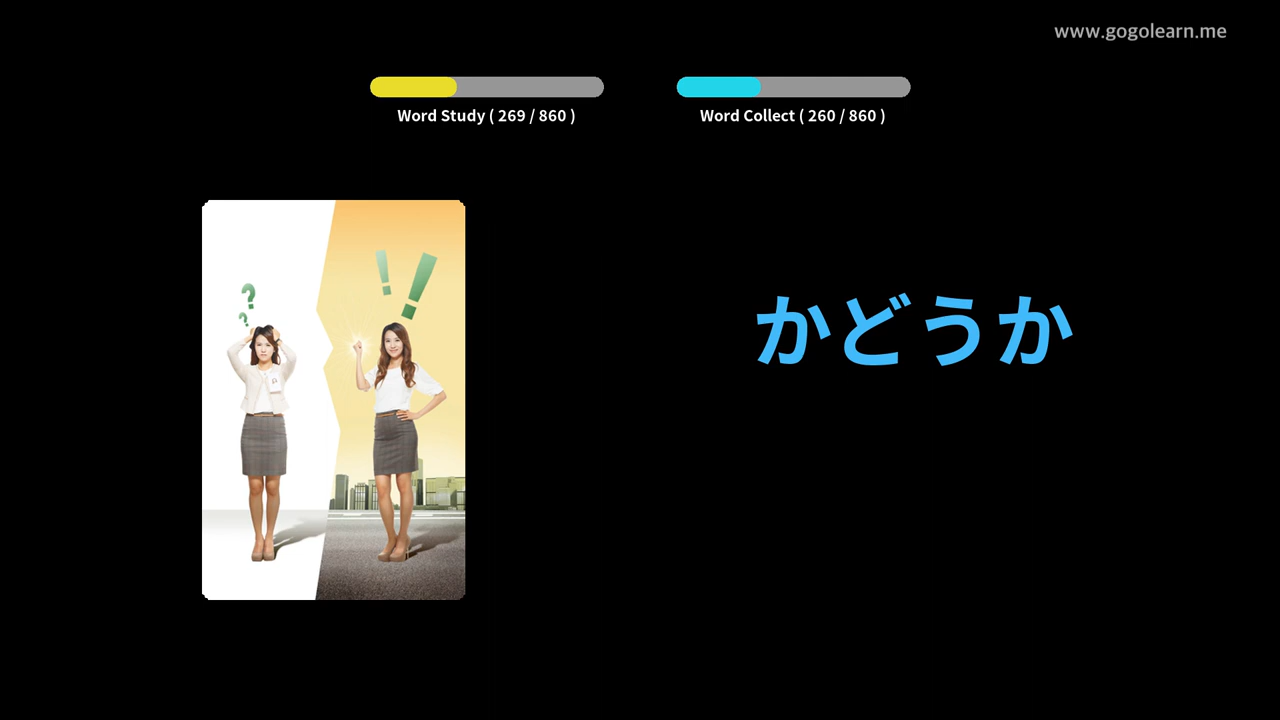 www.gogolearn.me
Word Study ( 269 / 860 )
Word Collect ( 260 / 860 )
? ?
! !
かどうか